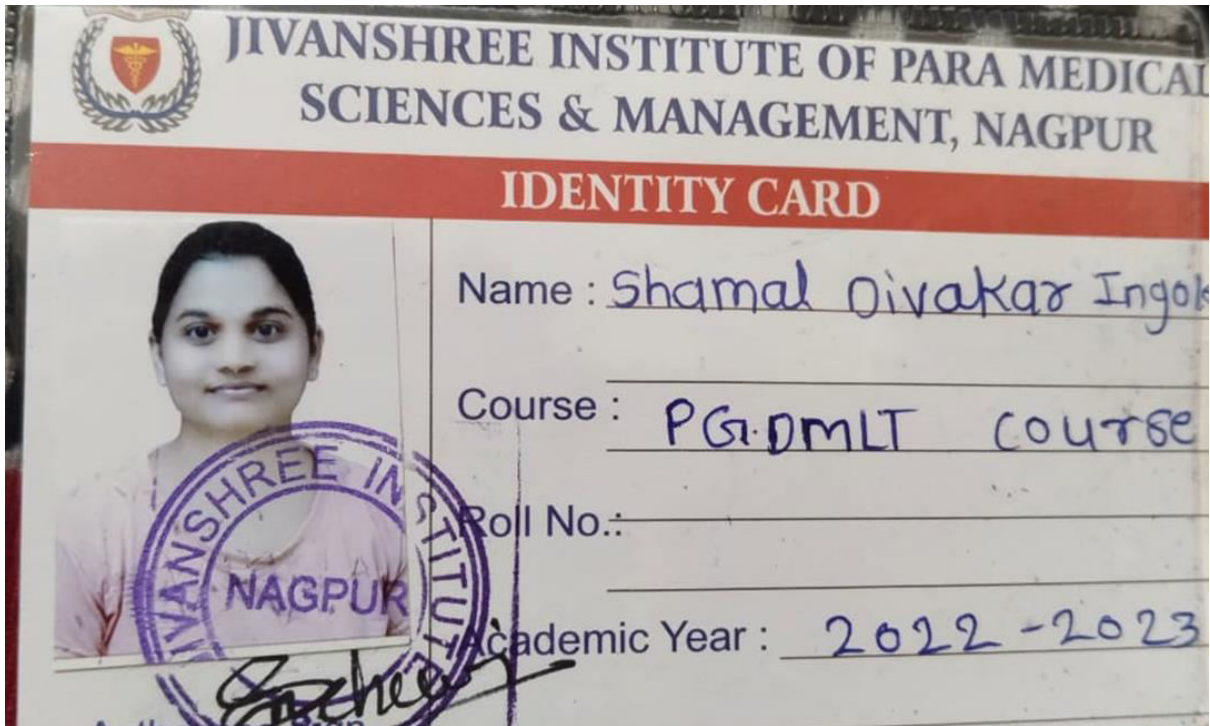 JIVANSHREE INSTITUTE OF PARA MEDICAL
SCIENCES & MANAGEMENT, NAGPUR
IDENTITY CARD
Name : Shamal Divakar
Course : PG.DMLT course
Roll No.:
Academic Year : 2022-2023
JIVANSHREE INSTITUTE
NAGPUR